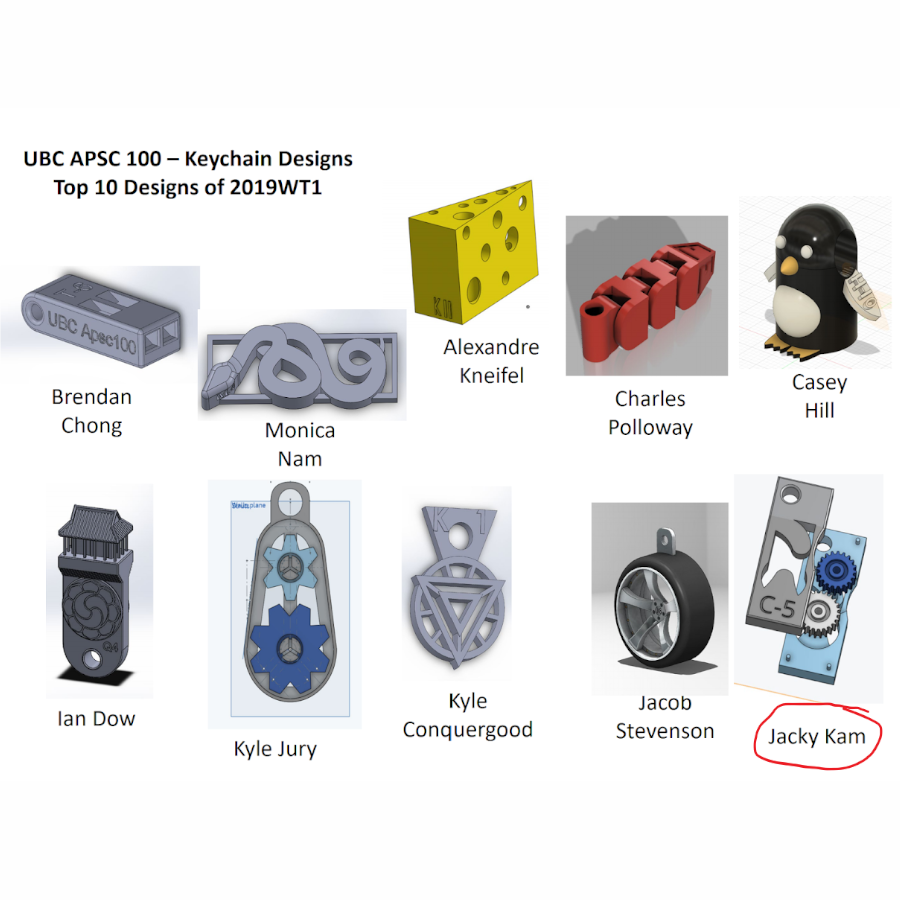 UBC APSC 100 – Keychain Designs
Top 10 Designs of 2019WT1
UBC Apsc100
Brendan
Chong
Monica
Nam
Alexandre
Kneifel
Charles
Polloway
Casey
Hill
Ian Dow
Kyle Jury
K T
Kyle
Conquergood
Jacob
Stevenson
C-5
Jacky Kam